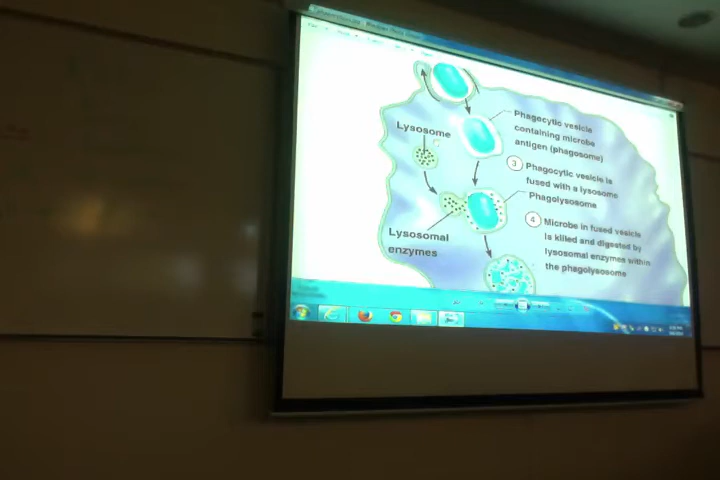 Lysosome
Phagocytic vesicle
containing microbe
antigen (phagosome)
3
Phagocytic vesicle is
fused with a lysosome
Phagolysosome
Lysosomal
enzymes
4
Microbe in fused vesicle
is killed and digested by
lysosomal enzymes within
the phagolysosome